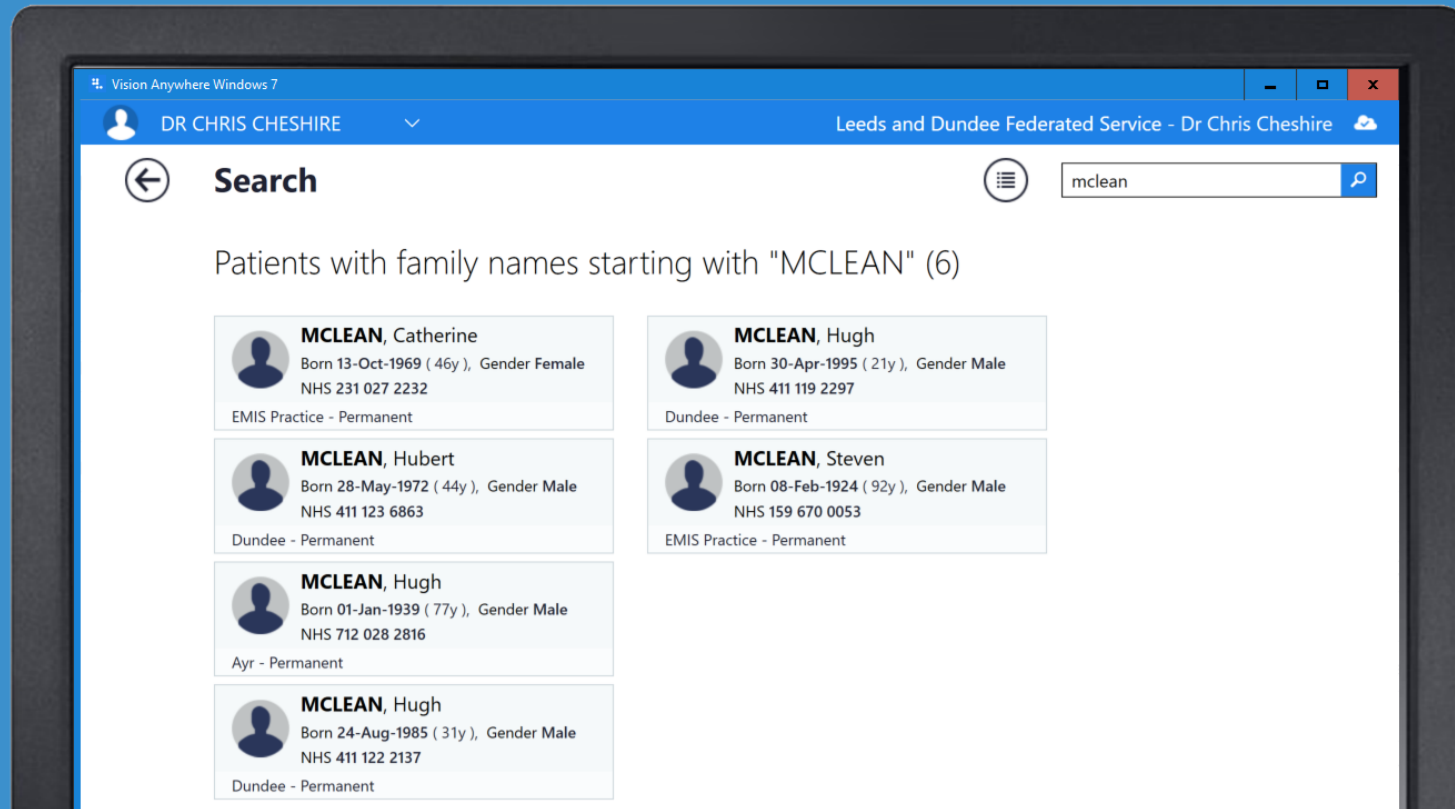 Vision Anywhere Windows 7
DR CHRIS CHESHIRE
Leeds and Dundee Federated Service - Dr Chris Cheshire
Search
mclean
Patients with family names starting with "MCLEAN" (6)
MCLEAN, Catherine
Born 13-Oct-1969 ( 46y ), Gender Female
NHS 231 027 2232
EMIS Practice - Permanent
MCLEAN, Hubert
Born 28-May-1972 ( 44y ), Gender Male
NHS 411 123 6863
Dundee - Permanent
MCLEAN, Hugh
Born 01-Jan-1939 ( 77y ), Gender Male
NHS 712 028 2816
Ayr - Permanent
MCLEAN, Hugh
Born 24-Aug-1985 ( 31y ), Gender Male
NHS 411 122 2137
Dundee - Permanent
MCLEAN, Hugh
Born 30-Apr-1995 ( 21y ), Gender Male
NHS 411 119 2297
Dundee - Permanent
MCLEAN, Steven
Born 08-Feb-1924 ( 92y ), Gender Male
NHS 159 670 0053
EMIS Practice - Permanent